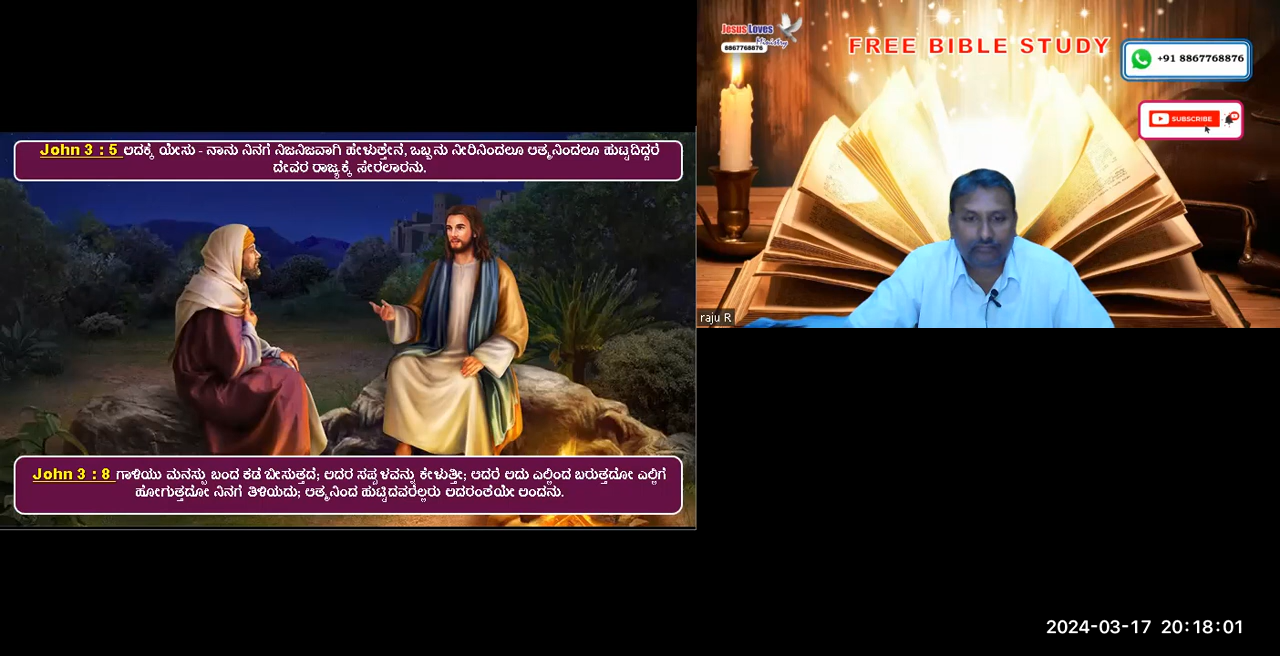 John 3 : 5 ಅದಕ್ಕೆ ಯೇಸು - ನಾನು ನಿನಗೆ ನಿಜನಿಜವಾಗಿ ಹೇಳುತ್ತೇನೆ, ಒಬ್ಬನು ನೀರಿನಿಂದಲೂ ಆತ್ಮನಿಂದಲೂ ಹುಟ್ಟದಿದ್ದರೆ
ದೇವರ ರಾಜ್ಯಕ್ಕೆ ಸೇರಲಾರನು.
John 3 : 8 ಗಾಳಿಯು ಮನಸ್ಸು ಬಂದ ಕಡೆ ಬೀಸುತ್ತದೆ; ಅದರ ಸಪ್ಪಳವನ್ನು ಕೇಳುತ್ತೀ; ಆದರೆ ಅದು ಎಲ್ಲಿಂದ ಬರುತ್ತದೋ ಎಲ್ಲಿಗೆ
ಹೋಗುತ್ತದೋ ನಿನಗೆ ತಿಳಿಯದು; ಆತ್ಮನಿಂದ ಹುಟ್ಟಿದವರೆಲ್ಲರು ಅದರಂತೆಯೇ ಅಂದನು.
Jesus Loves
Ministry
8867768876
FREE BIBLE STUDY
+91 8867768876
SUBSCRIBE
raju R
2024-03-17 20:18:01